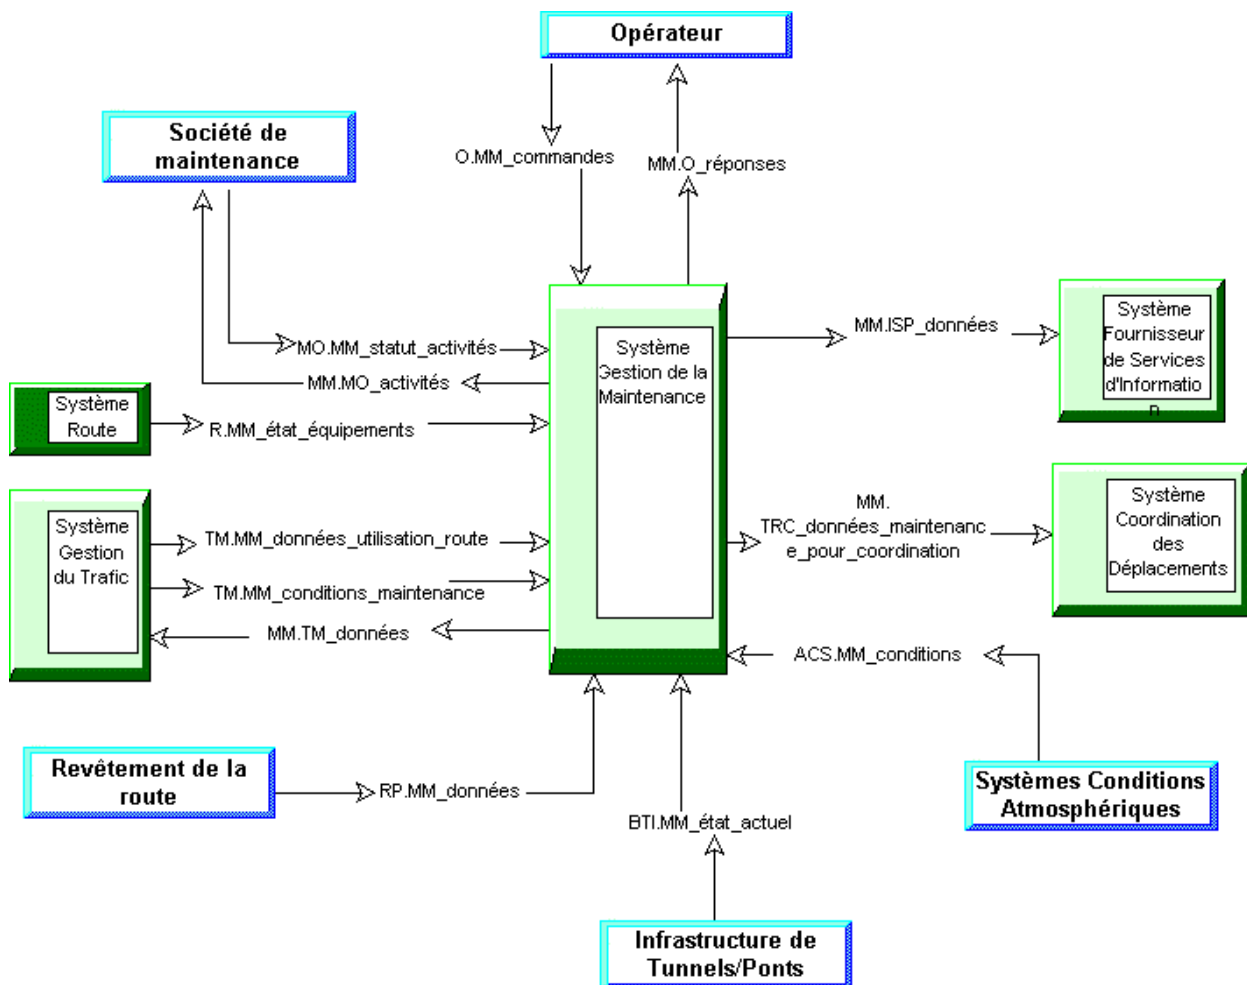 Opérateur
Société de
maintenance
O.MM_commandes
MM.O_réponses
Système
Fournisseur
de Services
d'Informatio
n
MM.ISP_données
Système
Gestion de la
Maintenance
MO.MM_statut_activités
MM.MO_activités
Système
Route
R.MM_état_équipements
Système
Gestion
du Trafic
TM.MM_données_utilisation_route
TM.MM_conditions_maintenance
MM.TM_données
MM.
TRC_données_maintenanc
e_pour_coordination
Système
Coordination
des
Déplacements
ACS.MM_conditions
Revêtement de la
route
RP.MM_données
Systèmes Conditions
Atmosphériques
BTI.MM_état_actuel
Infrastructure de
Tunnels/Ponts